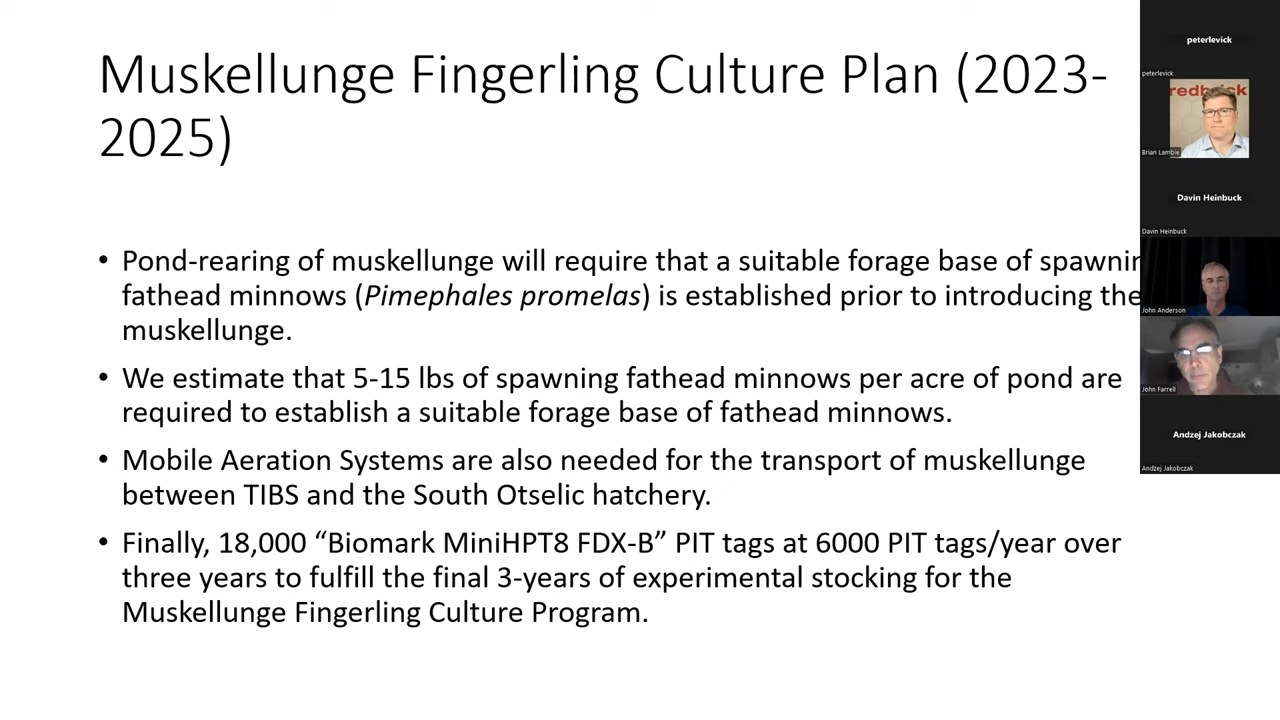 Muskellunge Fingerling Culture Plan (2023-
2025)
• Pond-rearing of muskellunge will require that a suitable forage base of spawnin
fathead minnows (Pimephales promelas) is established prior to introducing the
muskellunge.
• We estimate that 5-15 lbs of spawning fathead minnows per acre of pond are
required to establish a suitable forage base of fathead minnows.
• Mobile Aeration Systems are also needed for the transport of muskellunge
between TIBS and the South Otselic hatchery.
• Finally, 18,000 “Biomark MiniHPT8 FDX-B” PIT tags at 6000 PIT tags/year over
three years to fulfill the final 3-years of experimental stocking for the
Muskellunge Fingerling Culture Program.
peterlevick
peterlevick
Brian Lambie
Davin Heinbuck
Davin Heinbuck
John Anderson
John Farrell
Andzej Jakobczak
Andzej Jakobczak